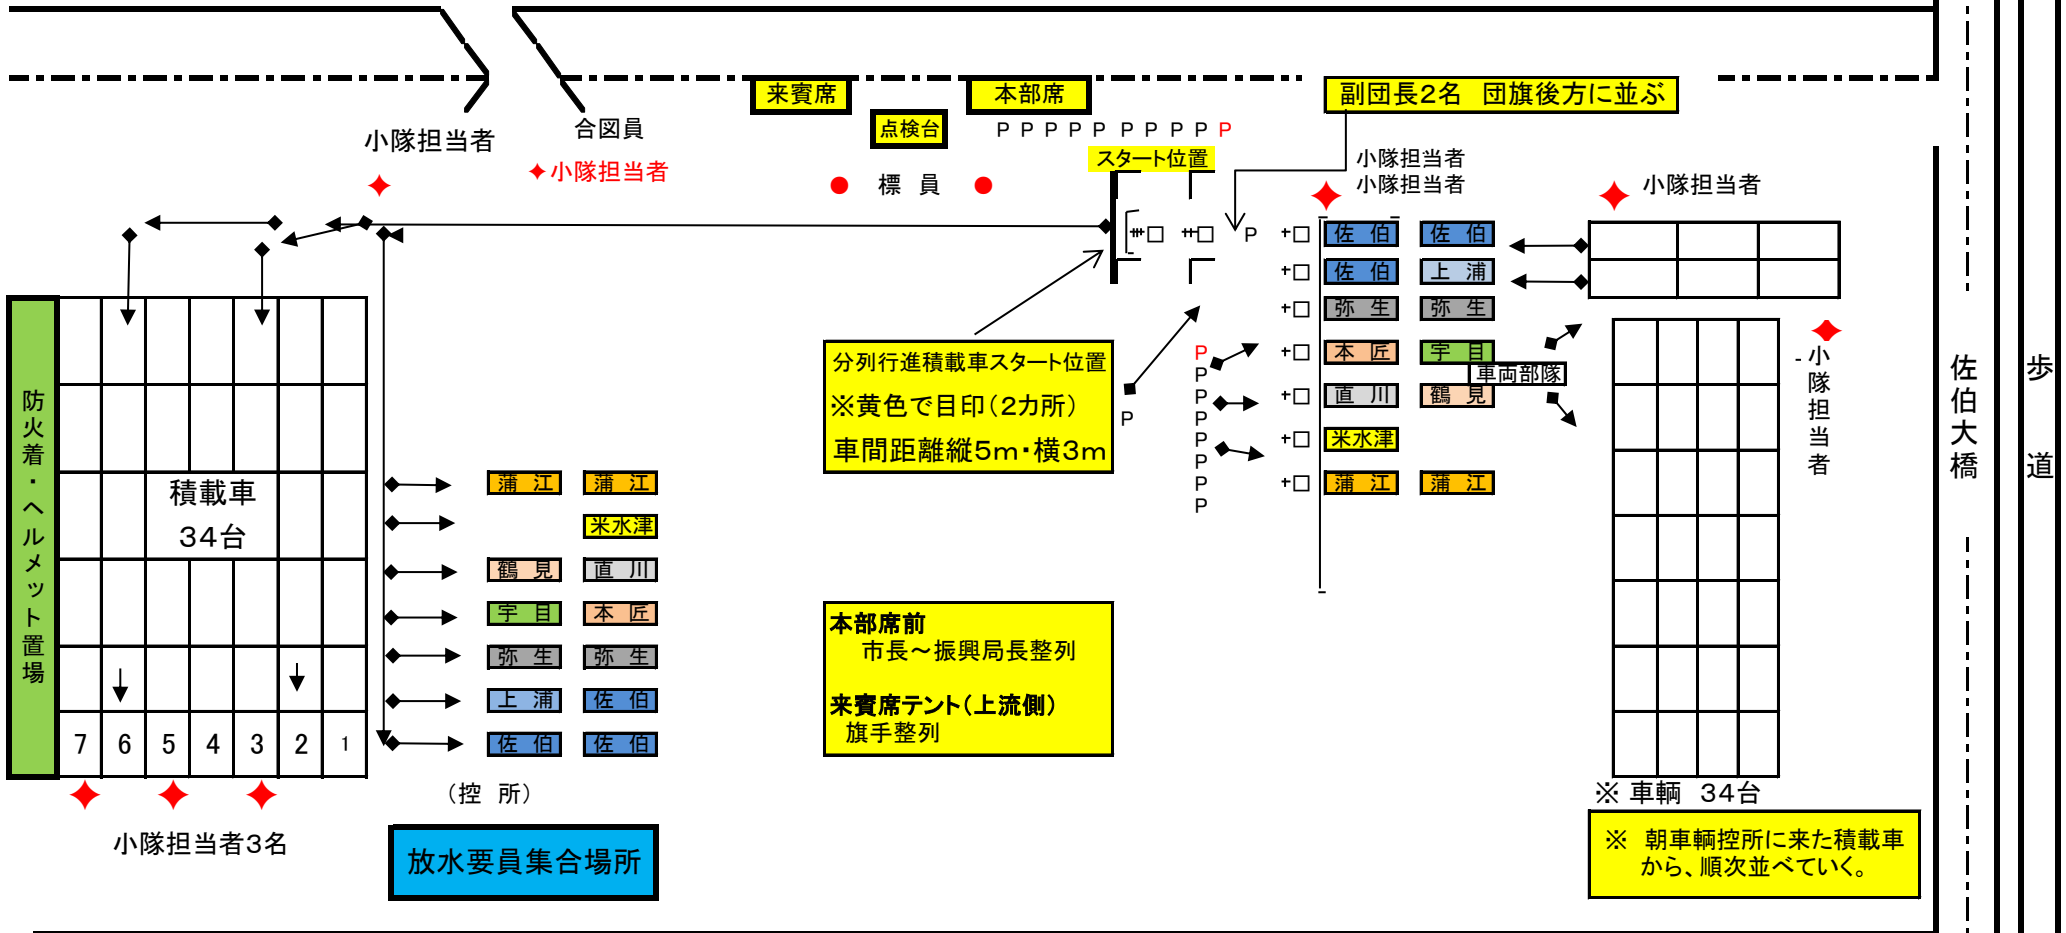 来賓席
本部席
副団長2名　団旗後方に並ぶ
点検台
P P P P P P P P P P
小隊担当者
合図員
小隊担当者
標　員
スタート位置
小隊担当者
小隊担当者
小隊担当者
P
佐　伯　佐　伯
佐　伯　上　浦
弥　生　弥　生
本　匠　宇　目
車両部隊
直　川　鶴　見
米水津
蒲　江　蒲　江
P
P
P
P
P
P
P
P
P
分列行進積載車スタート位置
※黄色で目印(2カ所)
車間距離縦5m・横3m
小隊担当者
佐伯大橋
歩　道
防火着・ヘルメット置場
積載車
34台
蒲　江　蒲　江
米水津
鶴　見　直　川
宇　目　本　匠
弥　生　弥　生
上　浦　佐　伯
佐　伯　佐　伯
7 6 5 4 3 2 1
本部席前
市長～振興局長整列
来賓席テント(上流側)
旗手整列
(控　所)
小隊担当者3名
放水要員集合場所
※ 車輌　34台
※　朝車輌控所に来た積載車
から、順次並べていく。